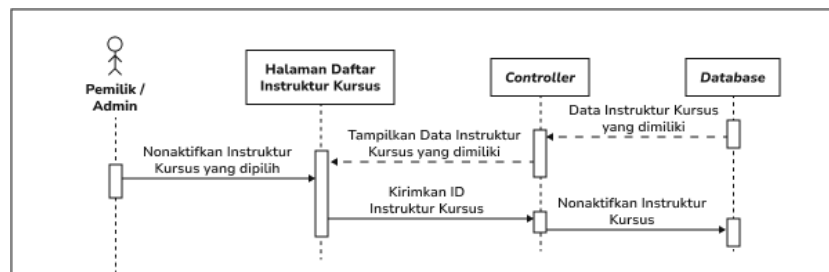 Pemilik /
Admin
Halaman Daftar
Instruktur Kursus
Controller
Database
Data Instruktur Kursus
yang dimiliki
Tampilkan Data Instruktur
Kursus yang dimiliki
Nonaktifkan Instruktur
Kursus yang dipilih
Kirimkan ID
Instruktur Kursus
Nonaktifkan Instruktur
Kursus